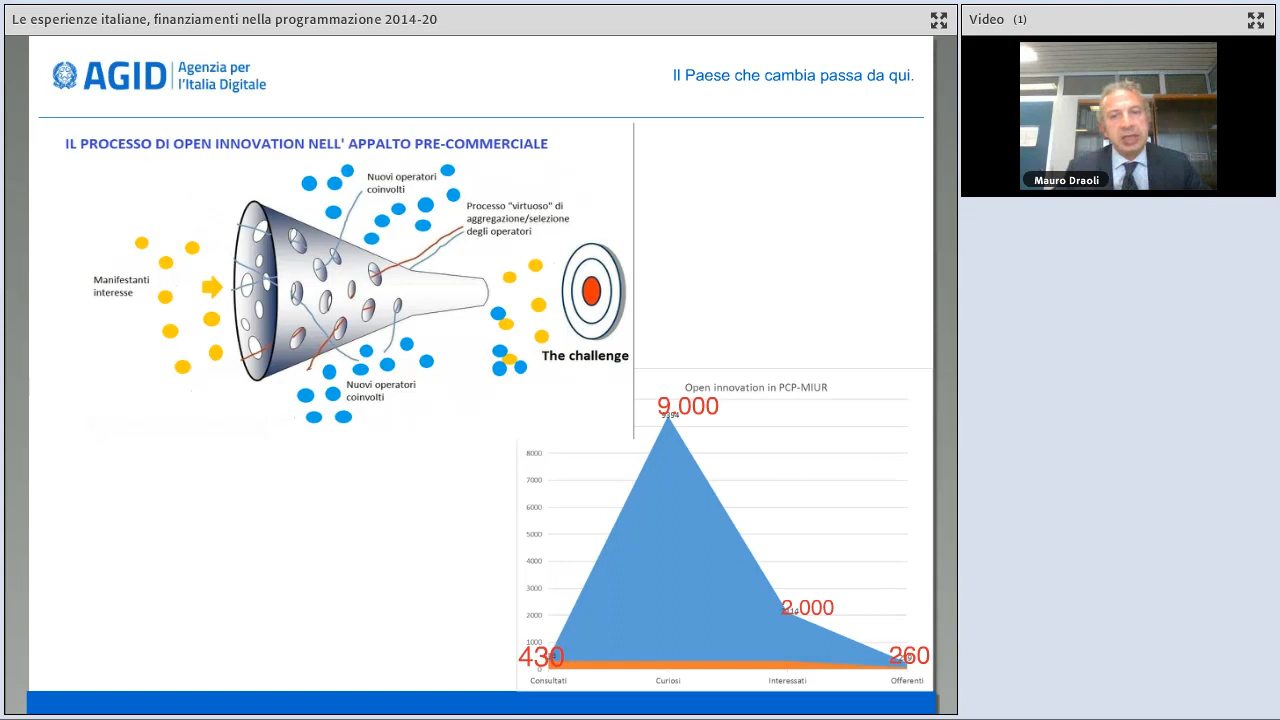 Le esperienze italiane, finanziamenti nella programmazione 2014-20
Video (1)
AGID
Agenzia per
l'Italia Digitale
Il Paese che cambia passa da qui.
Mauro Draoli
IL PROCESSO DI OPEN INNOVATION NELL' APPALTO PRE-COMMERCIALE
Nuovi operatori
coinvolti
Processo "virtuoso" di
aggregazione/selezione
degli operatori
Manifestanti
interesse
The challenge
Nuovi operatori
coinvolti
Open innovation in PCP-MIUR
9.000
8000
7000
6000
5000
4000
3000
2000
2.000
1000
430
260
Consultati
Curiosi
Interessati
Offerenti